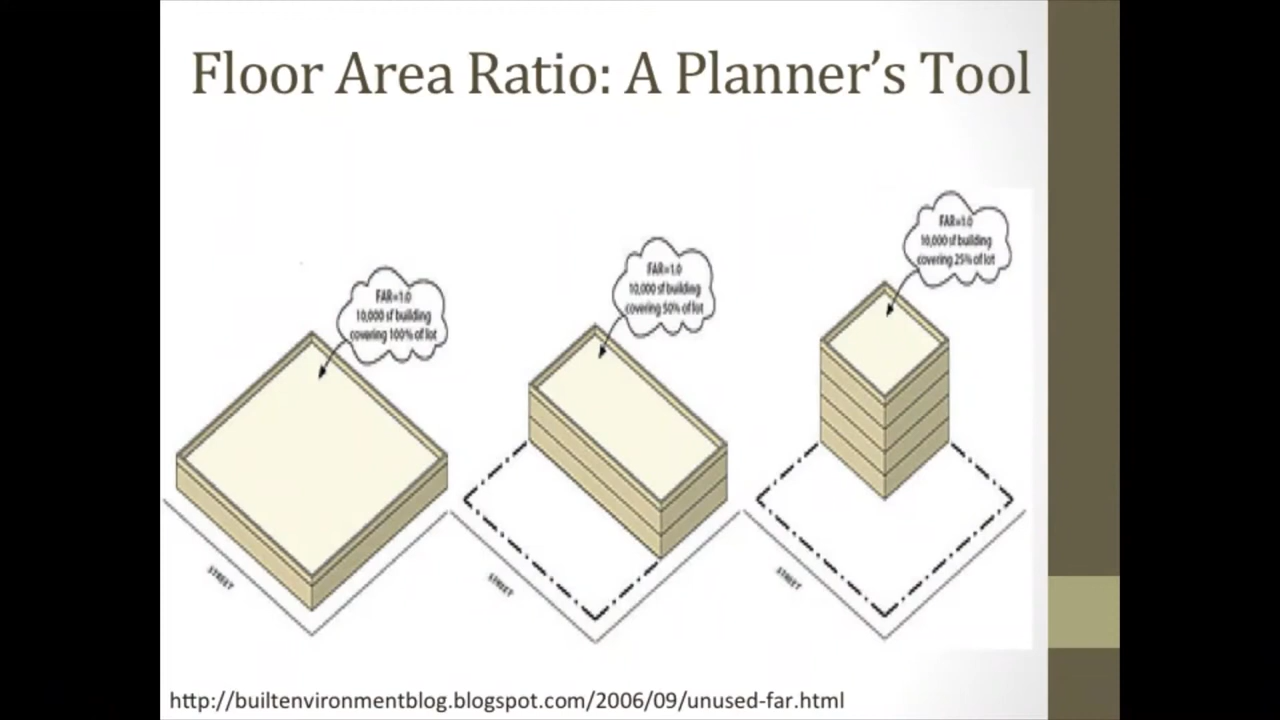 Floor Area Ratio: A Planner's Tool
FAR=1.0
10,000 sf building
covering 100% of lot
STREET
FAR=1.0
10,000 sf building
covering 50% of lot
STREET
FAR=1.0
10,000 sf building
covering 25% of lot
STREET
http://builtenvironmentblog.blogspot.com/2006/09/unused-far.html